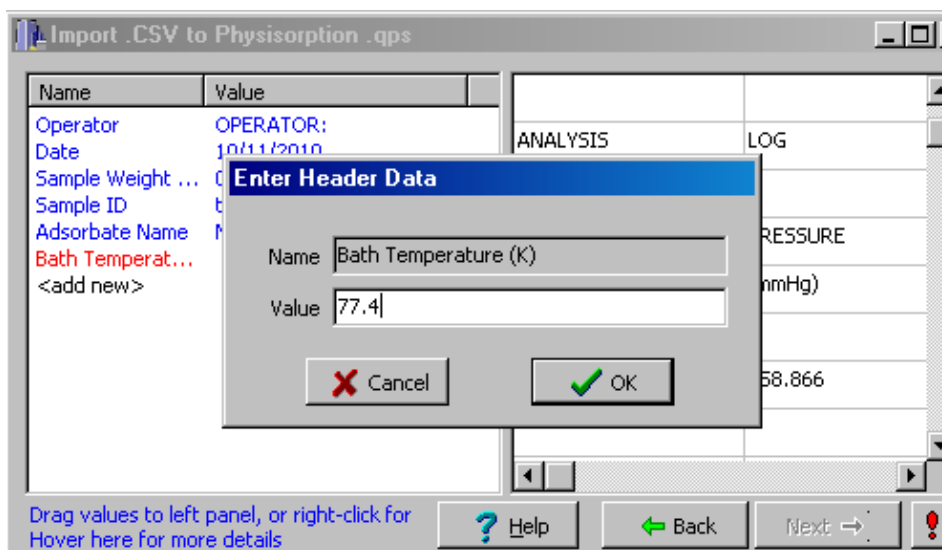 Import .CSV to Physisorption .qps
Name Value
Operator OPERATOR:
Date 10/11/2010
Sample Weight ...
Sample ID
Adsorbate Name
Bath Temperat...
<add new>
ANALYSIS LOG
RESSURE
mmHg)
58.866
Enter Header Data
Name Bath Temperature (K)
Value 77.4
Cancel OK
Drag values to left panel, or right-click for
Hover here for more details
Help Back Next